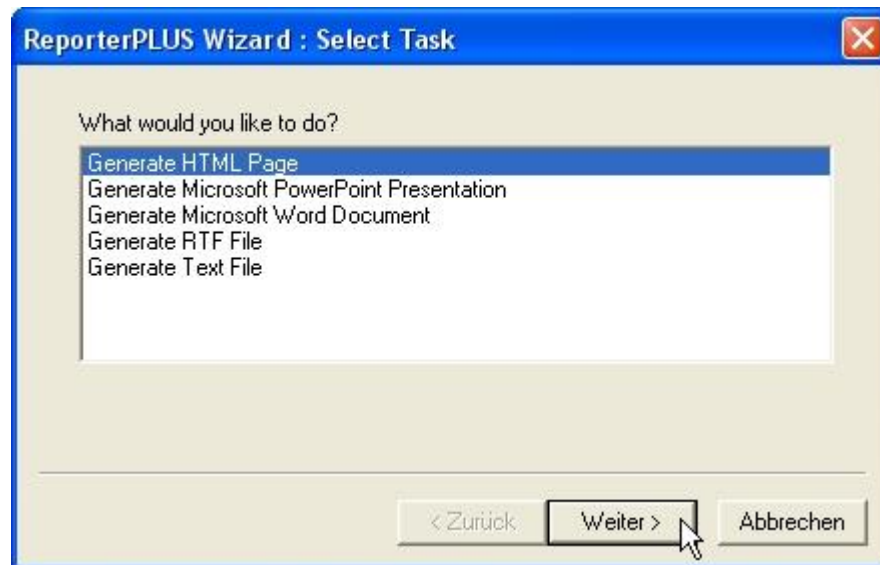 ReporterPLUS Wizard : Select Task
What would you like to do?
Generate HTML Page
Generate Microsoft PowerPoint Presentation
Generate Microsoft Word Document
Generate RTF File
Generate Text File
< Zurück Weiter > Abbrechen